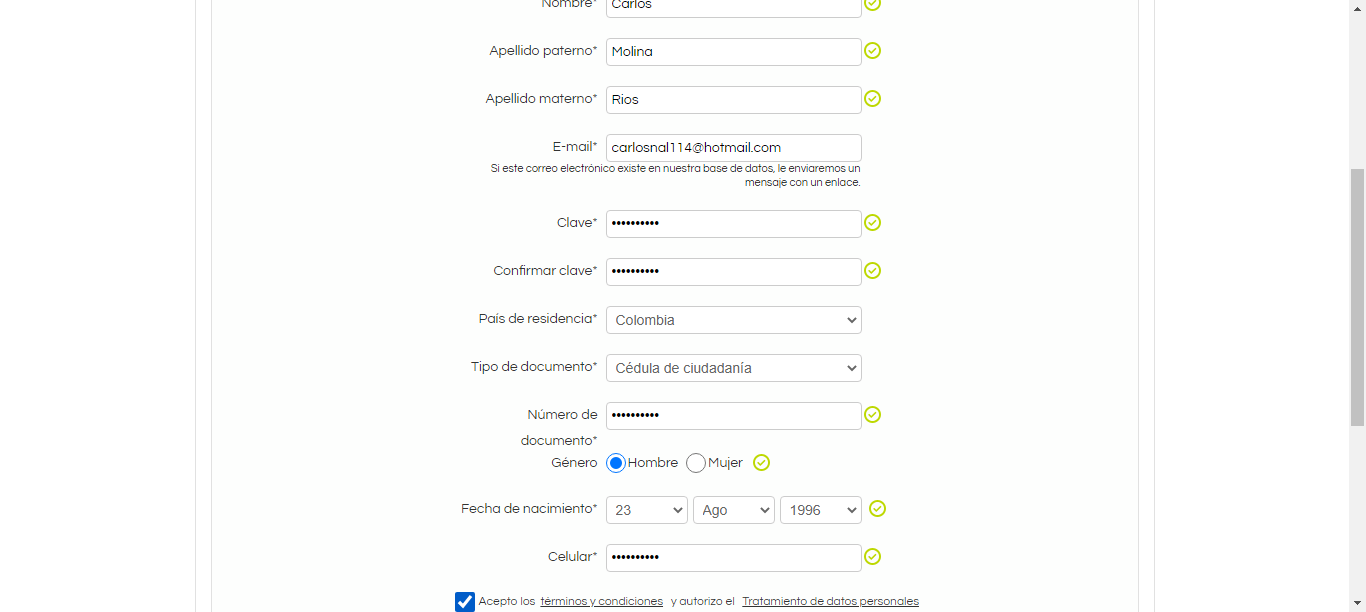 Nombre* Carlos
Apellido paterno* Molina
Apellido materno* Rios
E-mail* carlosnal114@hotmail.com
Si este correo electrónico existe en nuestra base de datos, le enviaremos un
mensaje con un enlace.
Clave* ••••••••••
Confirmar clave* ••••••••••
País de residencia* Colombia
Tipo de documento* Cédula de ciudadanía
Número de ••••••••••
documento*
Género Hombre Mujer
Fecha de nacimiento* 23 Ago 1996
Celular* ••••••••••
Acepto los términos y condiciones y autorizo el Tratamiento de datos personales